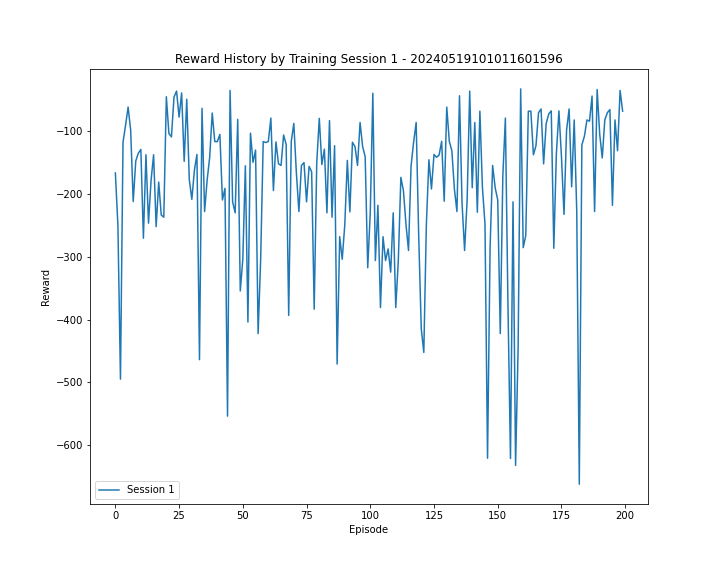 Reward History by Training Session 1 - 20240519101011601596
Reward
−100
−200
−300
−400
−500
−600
Session 1
0 25 50 75 100 125 150 175 200
Episode